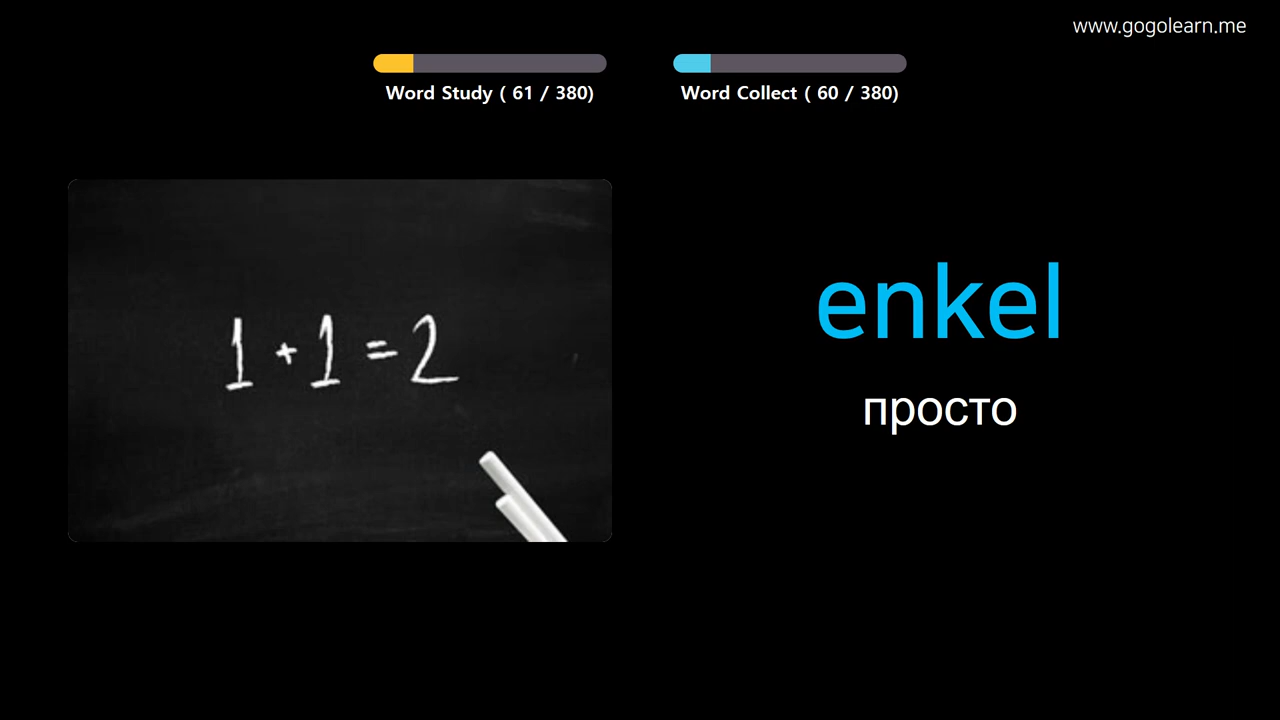 www.gogolearn.me
Word Study ( 61 / 380)
Word Collect ( 60 / 380)
1 + 1 = 2
enkel
просто